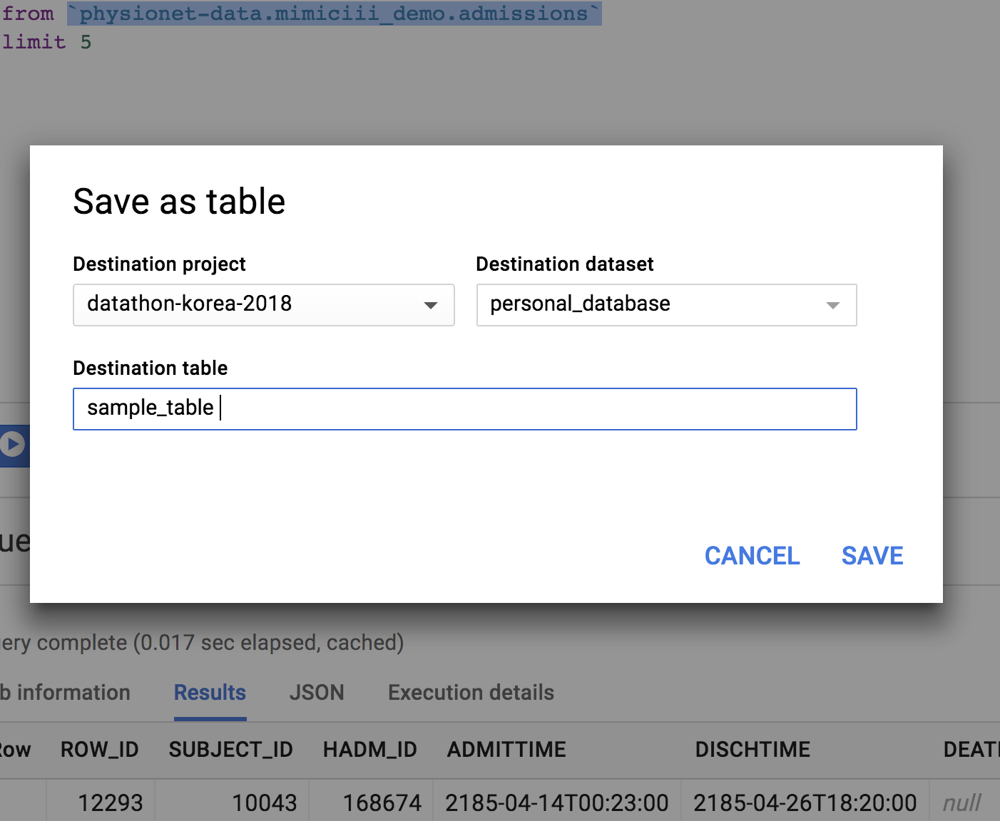 from `physionet-data.mimiciii_demo.admissions`
limit 5
Save as table
Destination project Destination dataset
datathon-korea-2018 personal_database
Destination table
sample_table
CANCEL SAVE
ue
ery complete (0.017 sec elapsed, cached)
b information Results JSON Execution details
Row ROW_ID SUBJECT_ID HADM_ID ADMITTIME DISCHTIME DEATH
12293 10043 168674 2185-04-14T00:23:00 2185-04-26T18:20:00 null